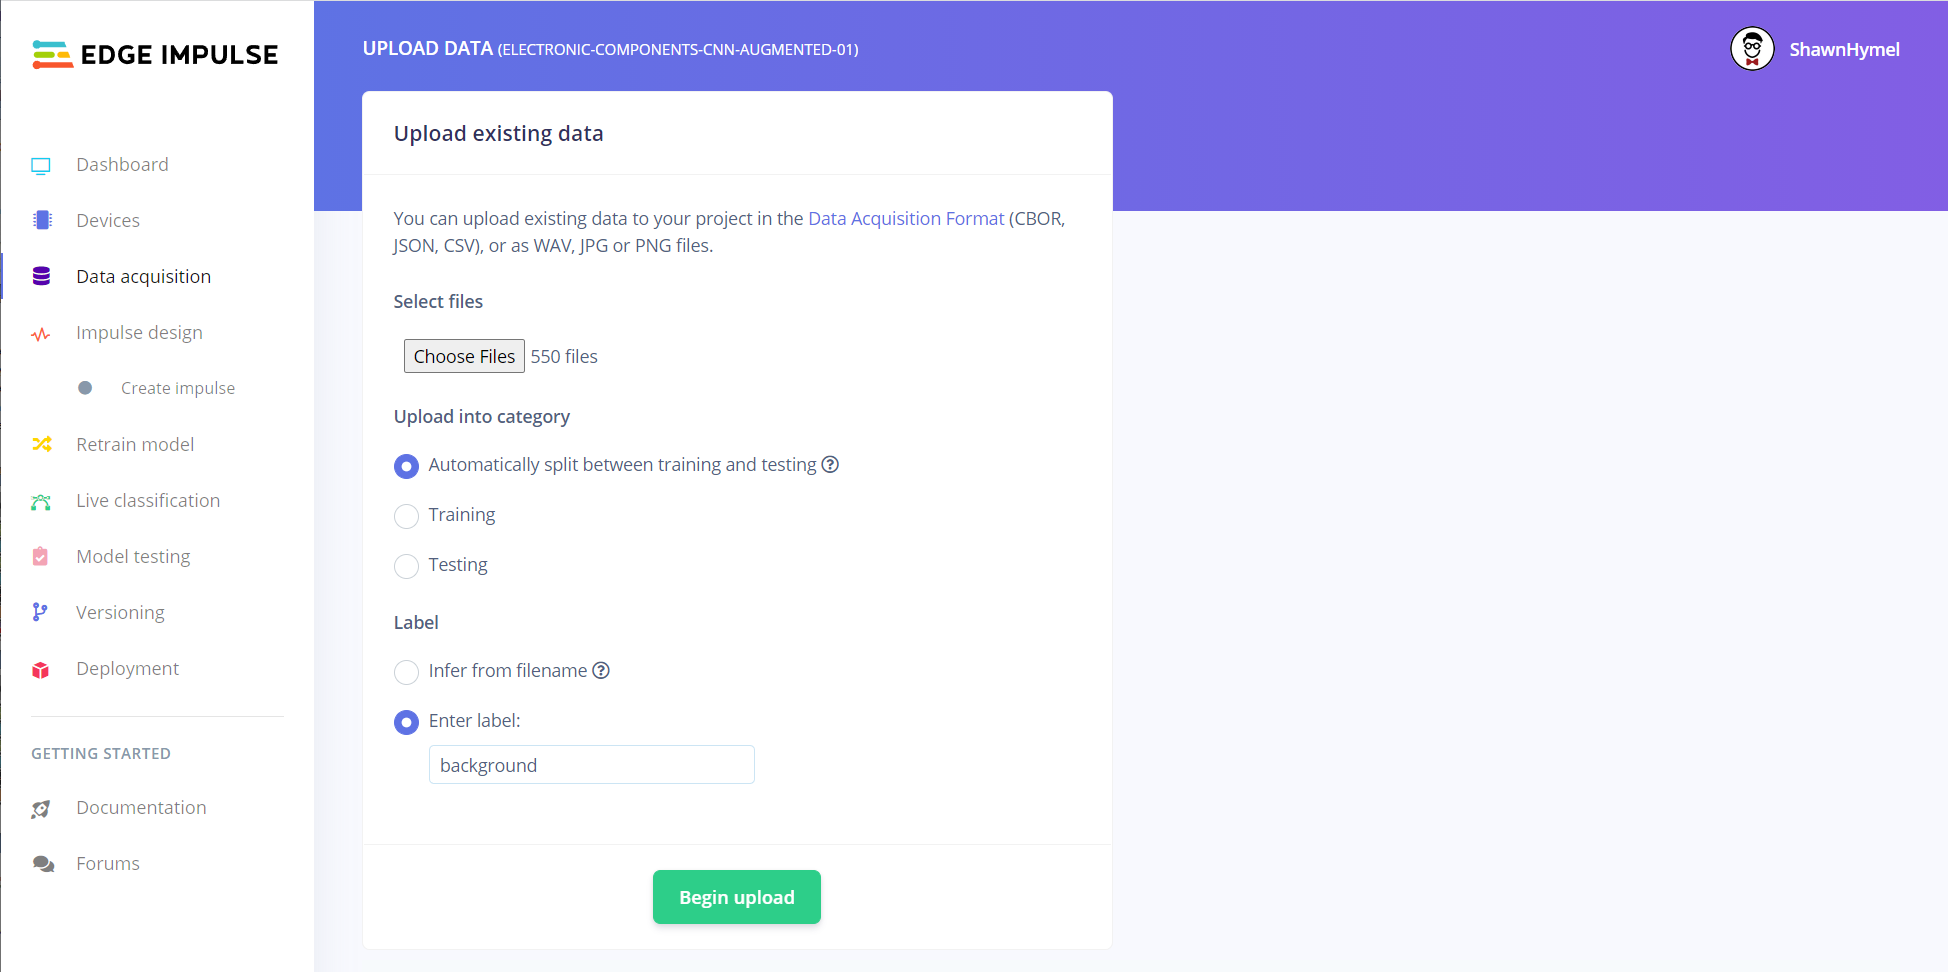 EDGE IMPULSE
Dashboard
Devices
Data acquisition
Impulse design
Create impulse
Retrain model
Live classification
Model testing
Versioning
Deployment
GETTING STARTED
Documentation
Forums
UPLOAD DATA (ELECTRONIC-COMPONENTS-CNN-AUGMENTED-01)
ShawnHymel
Upload existing data
You can upload existing data to your project in the Data Acquisition Format (CBOR,
JSON, CSV), or as WAV, JPG or PNG files.
Select files
Choose Files 550 files
Upload into category
Automatically split between training and testing ?
Training
Testing
Label
Infer from filename ?
Enter label:
background
Begin upload